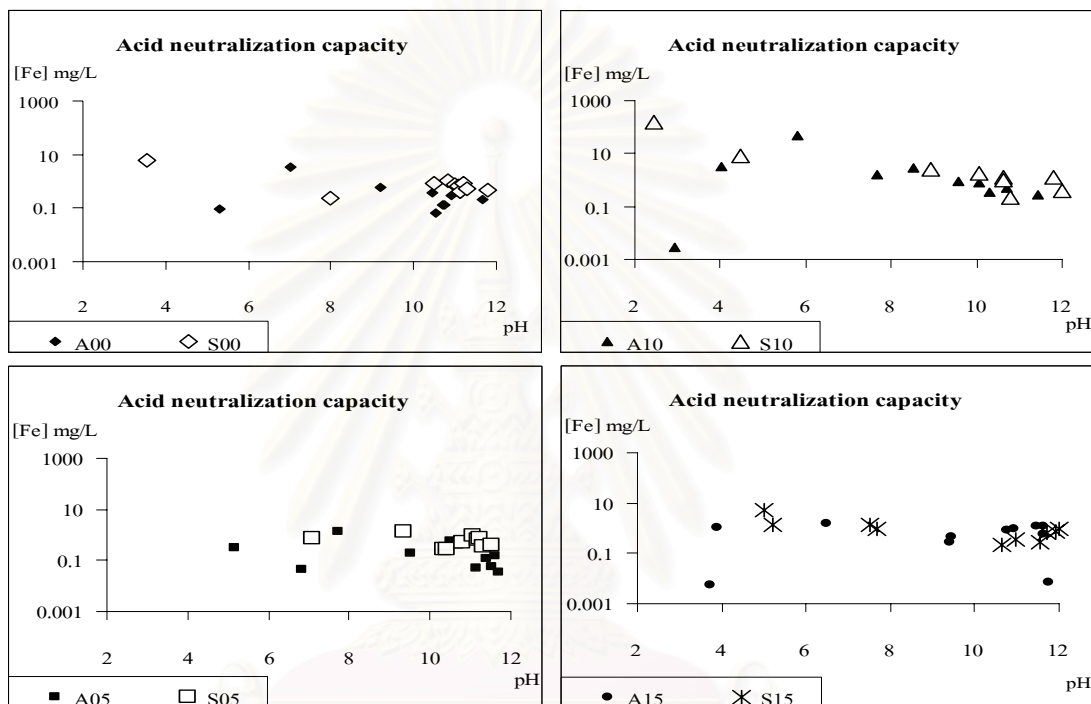 Acid neutralization capacity
[Fe] mg/L
1000
10
0.1
0.001
2 4 6 8 10 12
pH
A00 S00
Acid neutralization capacity
[Fe] mg/L
1000
10
0.1
0.001
2 4 6 8 10 12
pH
A10 S10
Acid neutralization capacity
[Fe] mg/L
1000
10
0.1
0.001
2 4 6 8 10 12
pH
A05 S05
Acid neutralization capacity
[Fe] mg/L
1000
10
0.1
0.001
2 4 6 8 10 12
pH
A15 S15